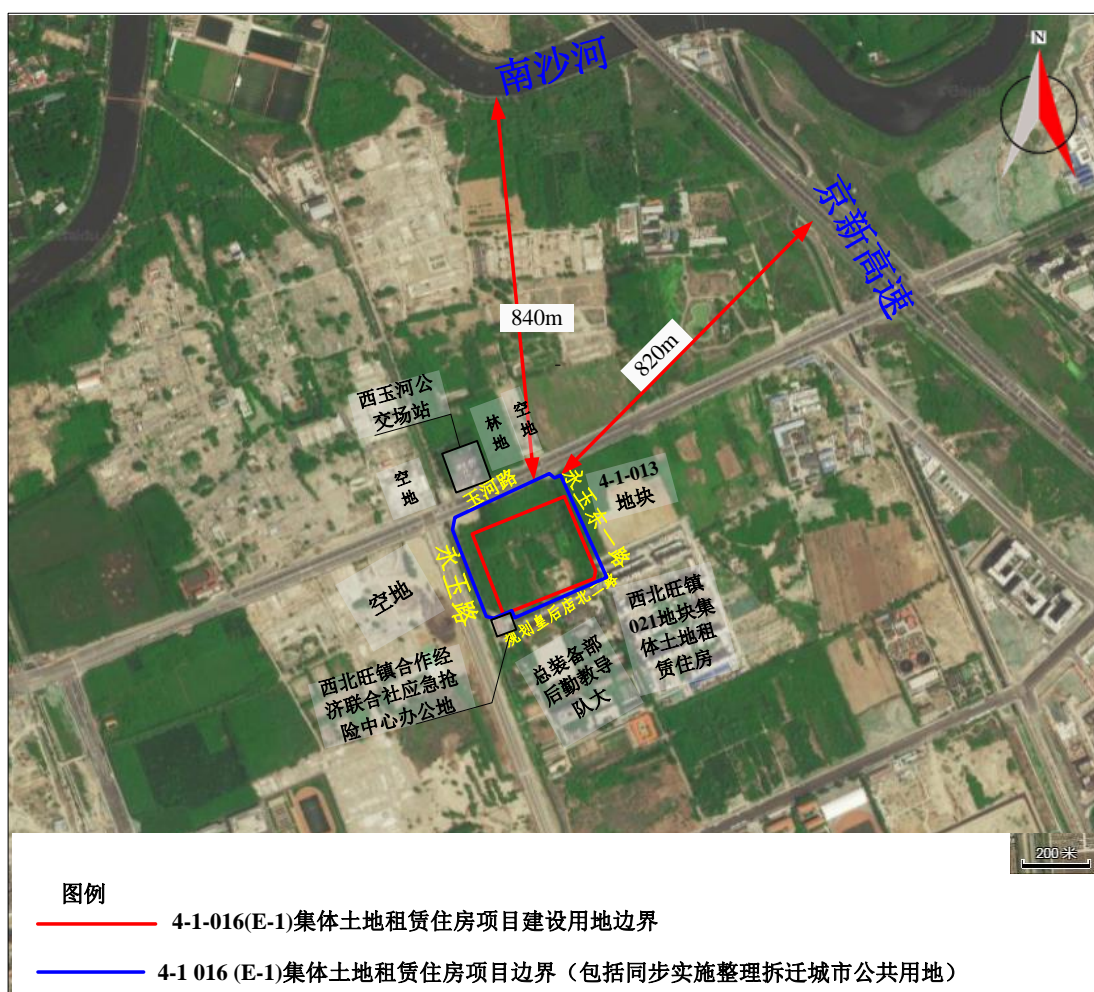 南沙河
N
京新高速
840m
820m
西玉河公
交场站
林地
空地
空地
玉河路
永玉东一路
4-1-013
地块
永玉路
空地
规划皇后店北二路
西北旺镇
021地块集
体土地租
赁住房
总装备部
后勤教导
队大
西北旺镇合作经
济联合社应急抢
险中心办公地
200 米
图例
4-1-016(E-1)集体土地租赁住房项目建设用地边界
4-1 016 (E-1)集体土地租赁住房项目边界（包括同步实施整理拆迁城市公共用地）